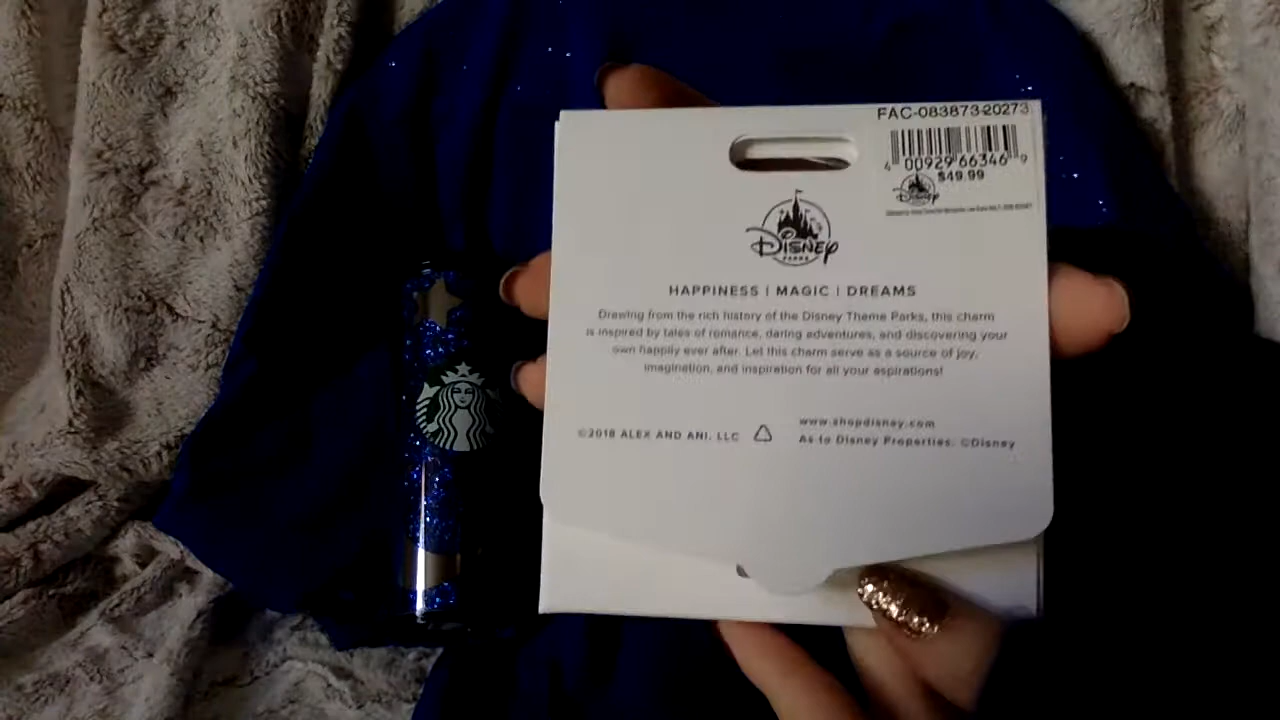 FAC-083873-20273
4 00929 66346 9
$49.99
Disney
Disney
PARKS
HAPPINESS | MAGIC | DREAMS
Drawing from the rich history of the Disney Theme Parks, this charm
is inspired by tales of romance, daring adventures, and discovering your
own happily ever after. Let this charm serve as a source of joy,
imagination, and inspiration for all your aspirations!
©2018 ALEX AND ANI, LLC
www.shopdisney.com
As to Disney Properties: ©Disney